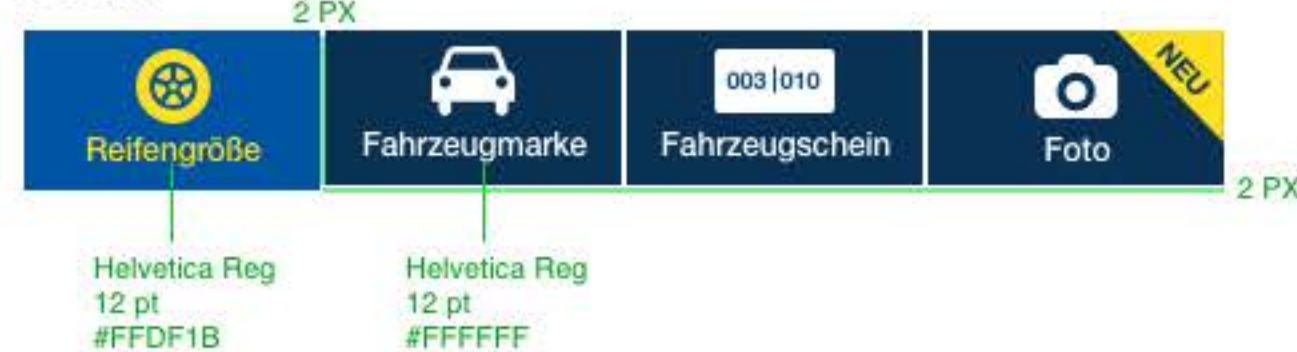 2 PX
Reifengröße
Fahrzeugmarke
003|010
Fahrzeugschein
Foto
NEU
2 PX
Helvetica Reg
12 pt
#FFDF1B
Helvetica Reg
12 pt
#FFFFFF